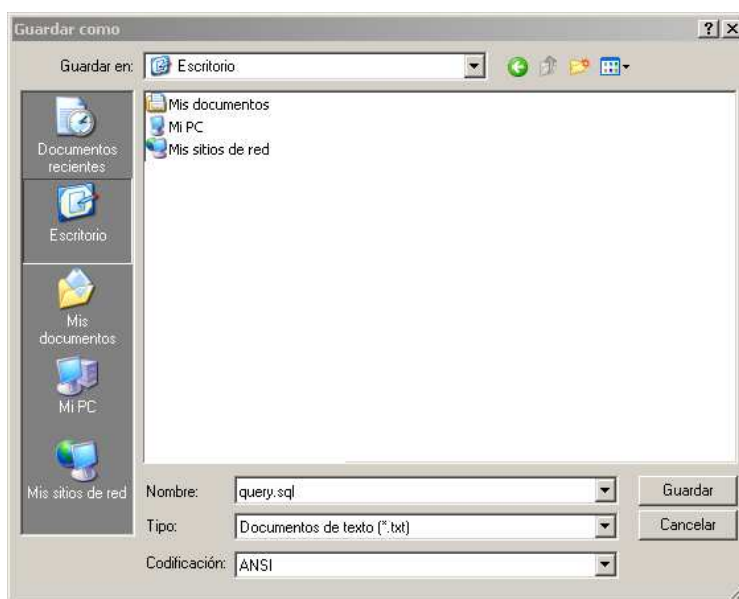 Guardar como
Guardar en:
Escritorio
Documentos
recientes
Escritorio
Mis
documentos
Mi PC
Mis sitios de red
Mis documentos
Mi PC
Mis sitios de red
Nombre:
query.sql
Guardar
Tipo:
Documentos de texto (*.txt)
Cancelar
Codificación:
ANSI